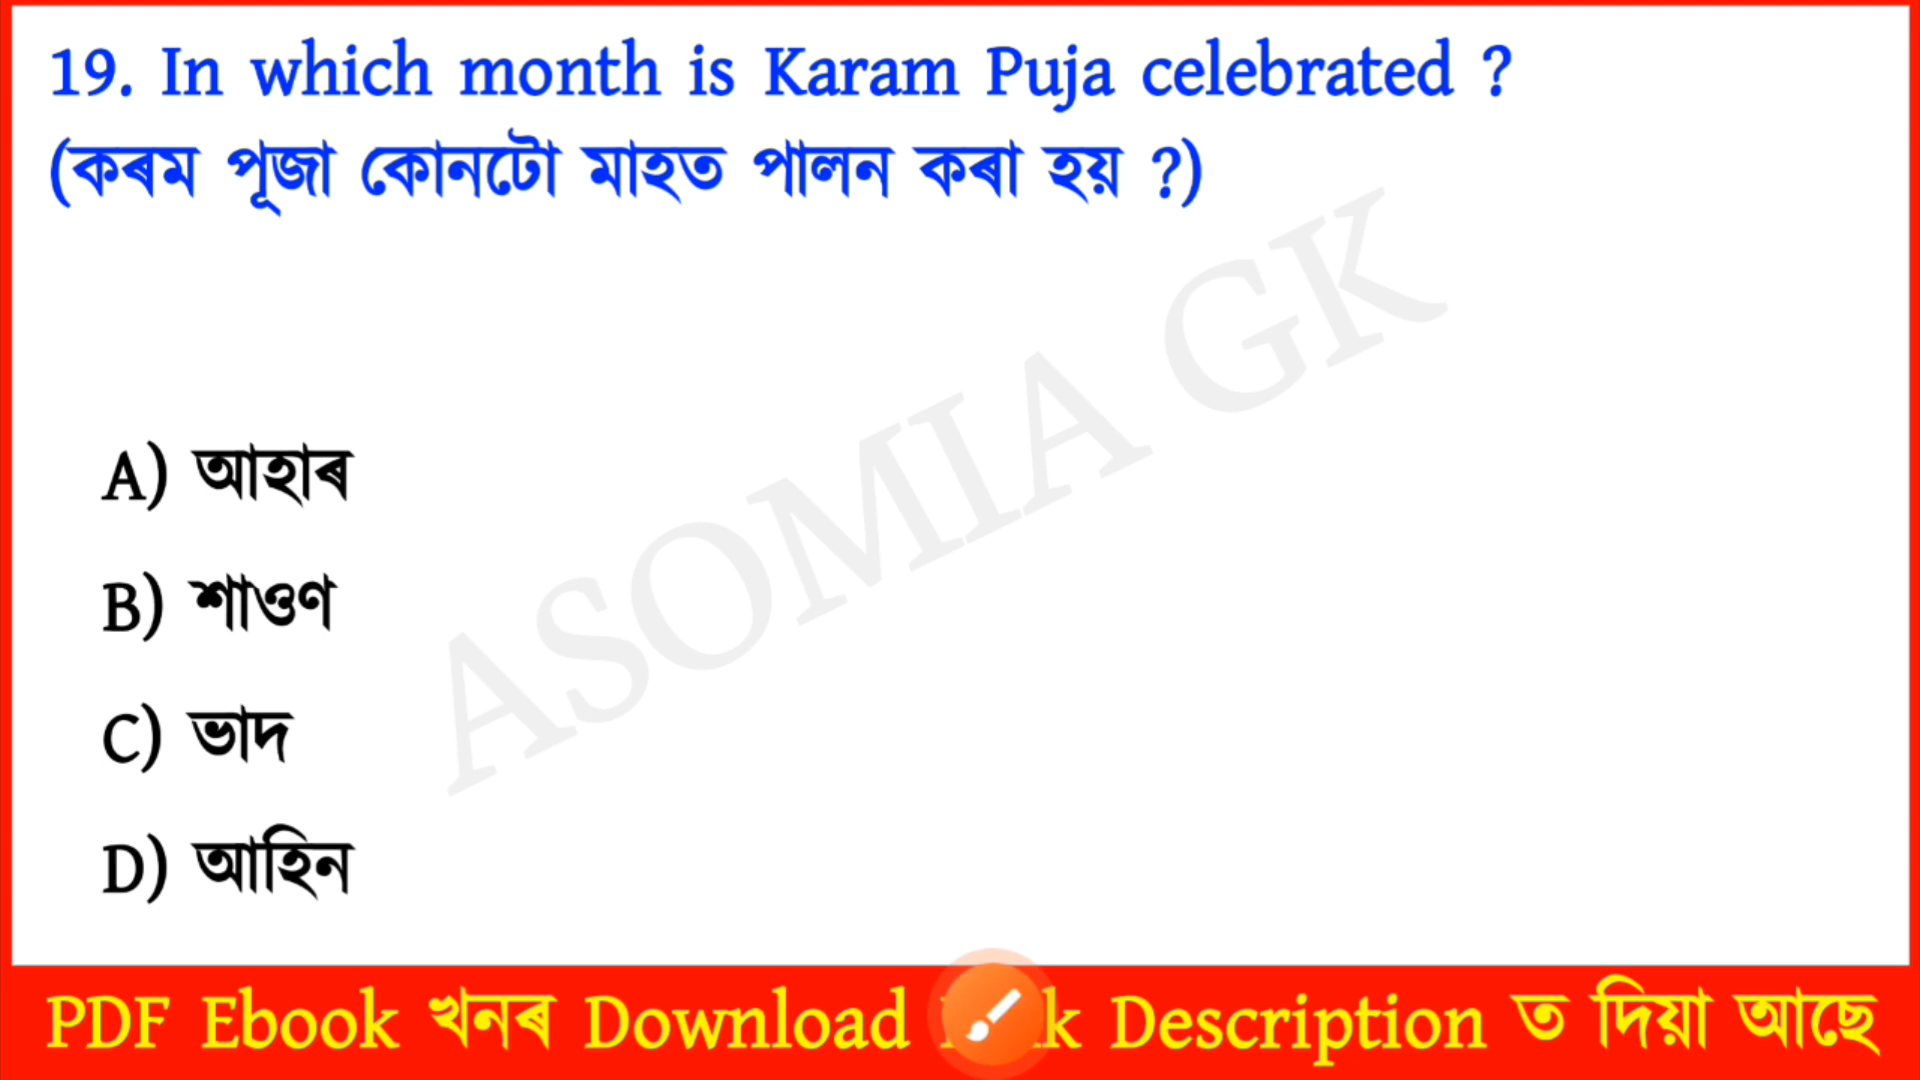 19. In which month is Karam Puja celebrated ?
(কৰম পূজা কোনটো মাহত পালন কৰা হয় ?)
ASOMIA GK
A) আহাৰ
B) শাওণ
C) ভাদ
D) আহিন
PDF Ebook খনৰ Download Description ত দিয়া আছে